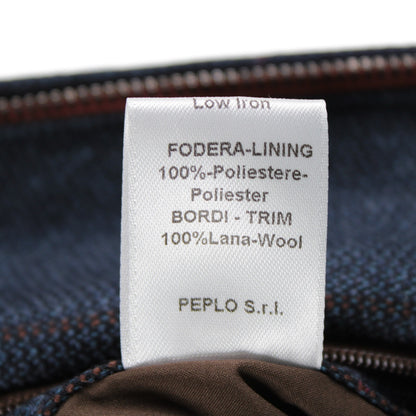 Low Iron
FODERA-LINING
100%-Poliestere-
Poliester
BORDI - TRIM
100%Lana-Wool
PEPLO S.r.l.